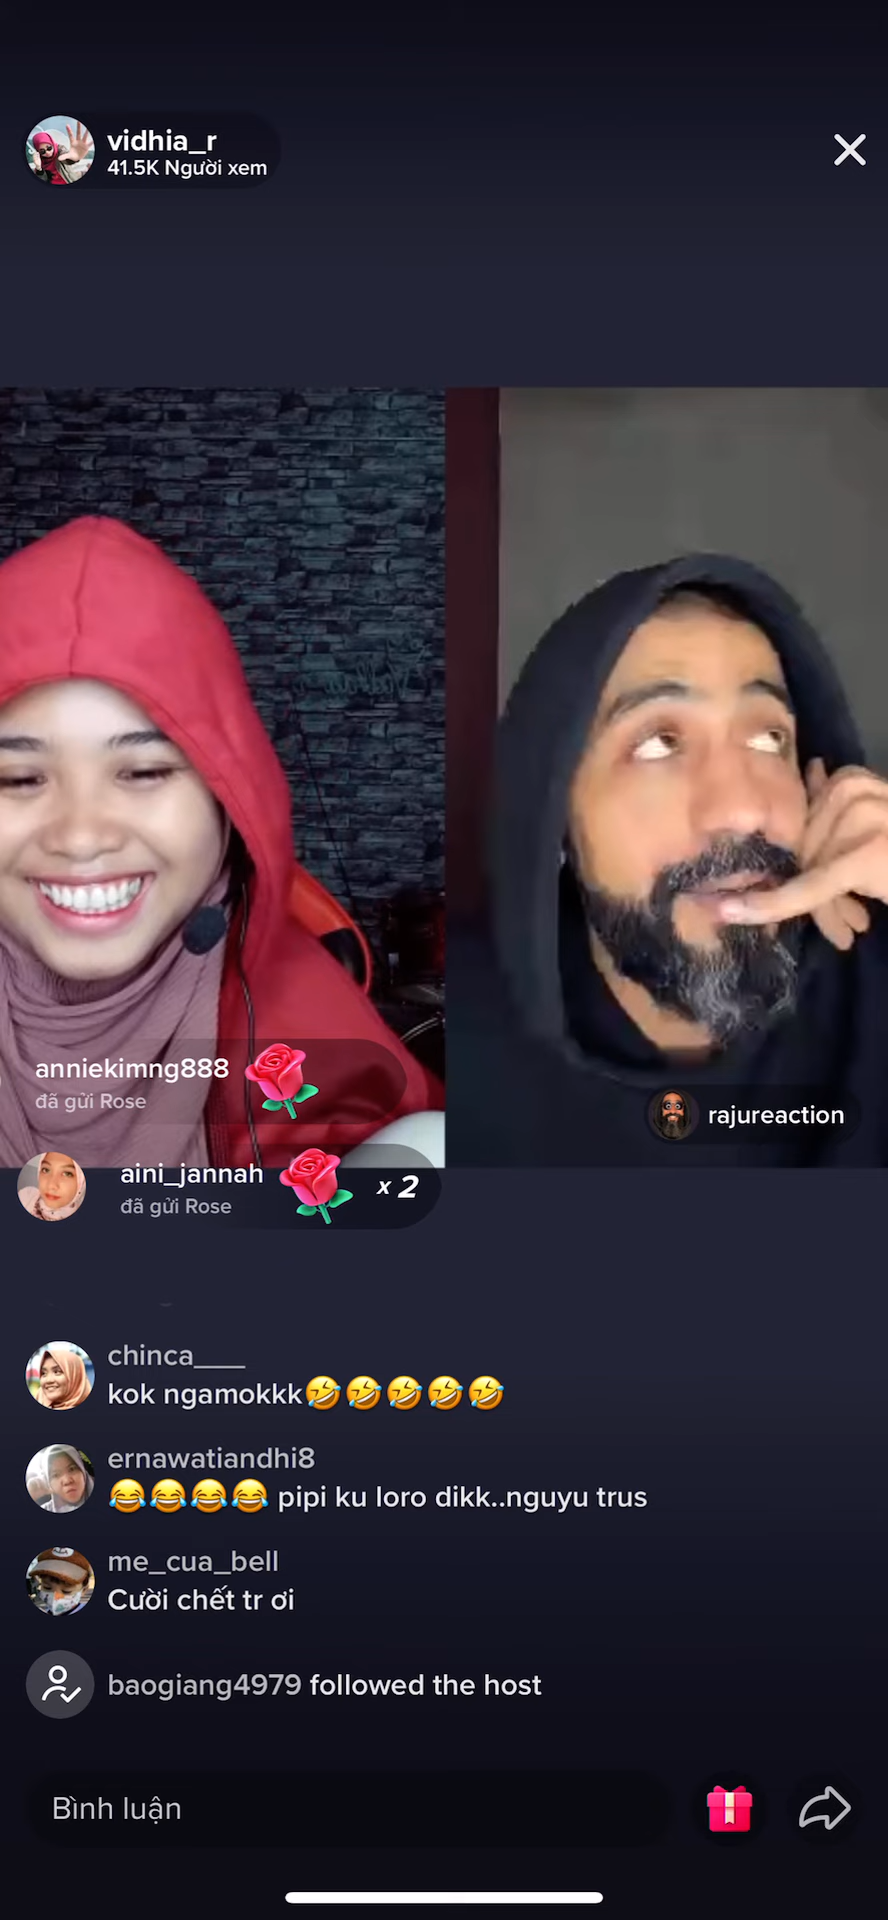 vidhia_r
41.5K Người xem
anniekimng888
đã gửi Rose
rajureaction
aini_jannah
đã gửi Rose
x 2
chinca___
kok ngamokkk🤣🤣🤣🤣🤣
ernawatiandhi8
😂😂😂😂 pipi ku loro dikk..nguyu trus
me_cua_bell
Cười chết tr ơi
baogiang4979 followed the host
Bình luận